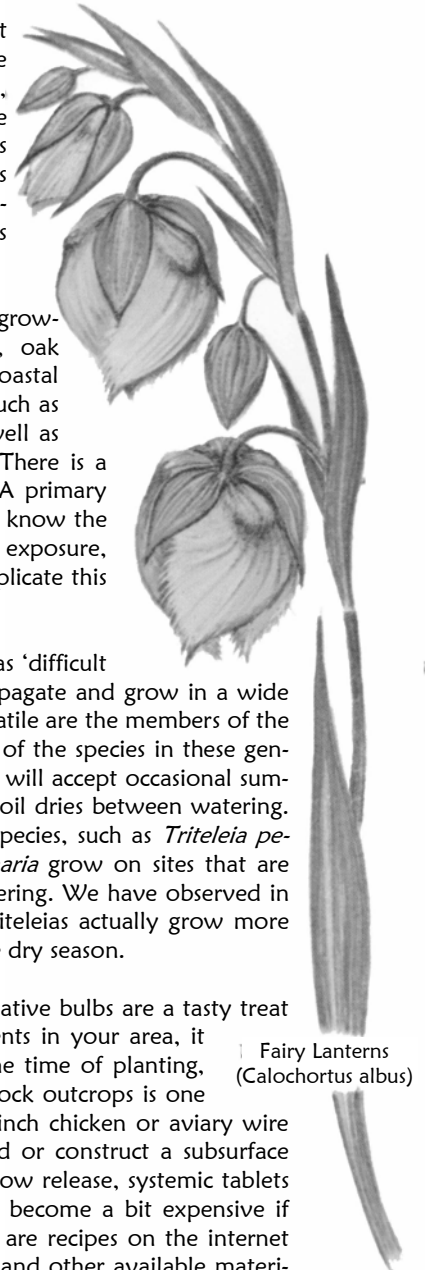 t
e
,
e
s
s
-
s
grow-
, oak
oastal
uch as
well as
There is a
A primary
know the
exposure,
plicate this
as ‘difficult
pagate and grow in a wide
atile are the members of the
of the species in these gen-
will accept occasional sum-
oil dries between watering.
species, such as Triteleia pe-
aria grow on sites that are
ering. We have observed in
iteleias actually grow more
e dry season.
ative bulbs are a tasty treat
ents in your area, it
ne time of planting,
ock outcrops is one
inch chicken or aviary wire
d or construct a subsurface
ow release, systemic tablets
become a bit expensive if
are recipes on the internet
and other available materi-
Fairy Lanterns
(Calochortus albus)